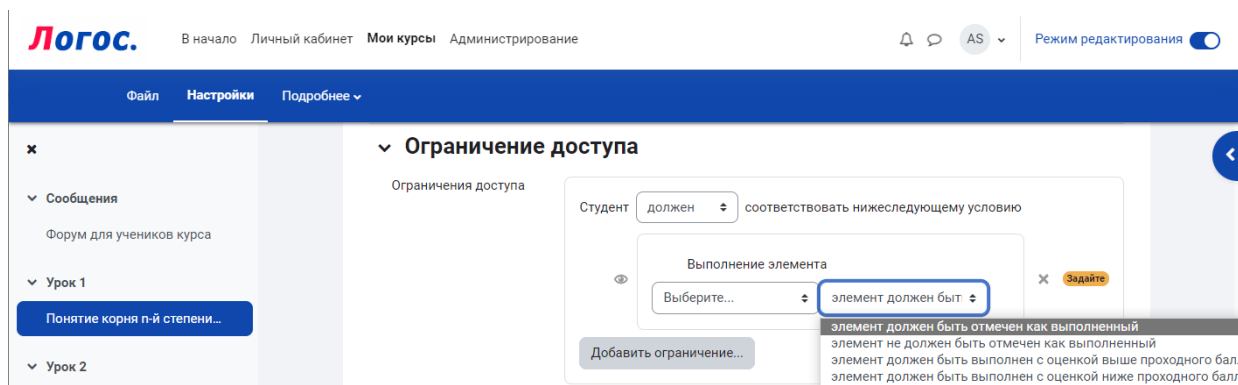 Логос.
В начало Личный кабинет Мои курсы Администрирование
AS
Режим редактирования
Файл Настройки Подробнее
Ограничение доступа
Сообщения
Форум для учеников курса
Урок 1
Понятие корня n-й степени...
Урок 2
Ограничения доступа
Студент должен соответствовать нижеследующему условию
Выполнение элемента
Выберите... элемент должен быт
Задайте
элемент должен быть отмечен как выполненный
элемент не должен быть отмечен как выполненный
элемент должен быть выполнен с оценкой выше проходного бал
элемент должен быть выполнен с оценкой ниже проходного балл
Добавить ограничение...